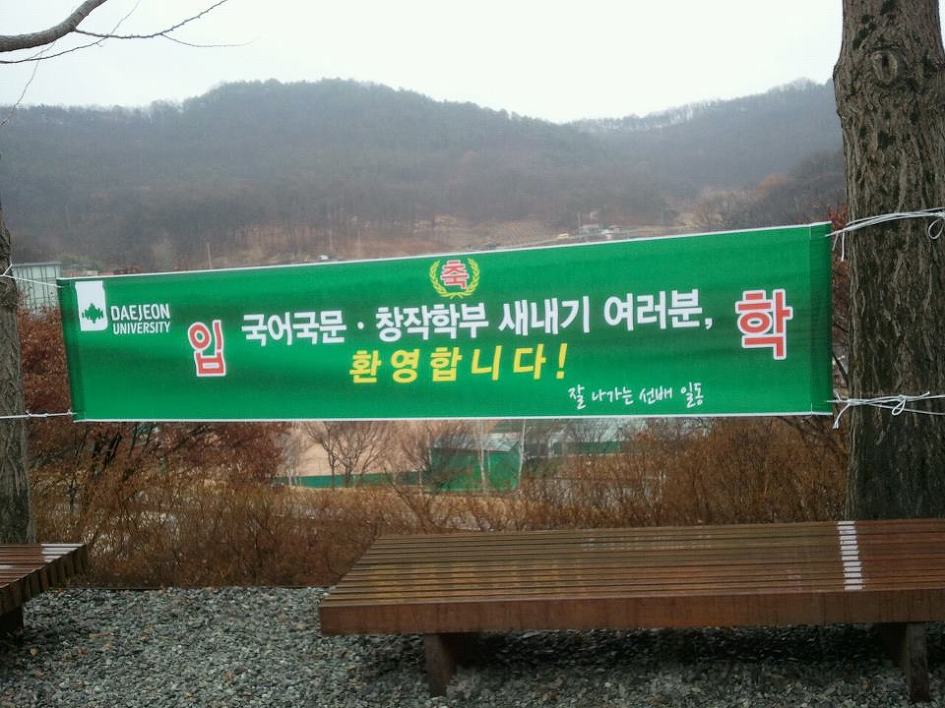 축
DAEJEON
UNIVERSITY
입
국어국문 · 창작학부 새내기 여러분,
학
환영합니다!
잘 나가는 선배 일동